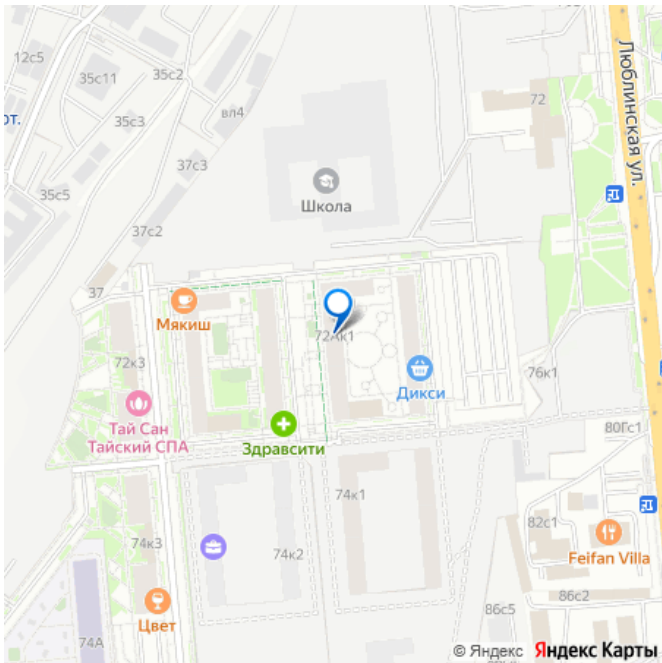 12с5
35с11
35с2
35с3
вл4
от.
37с3
35с5
37с2
Школа
72
Люблинская ул.
37
Мякиш
72Ак1
72к3
Дикси
76к1
Тай Сан
Тайский СПА
Здравсити
80Гс1
74к1
82с1
74к3
74к2
Feifan Villa
86с2
86с5
Цвет
74А
© Яндекс Яндекс Карты